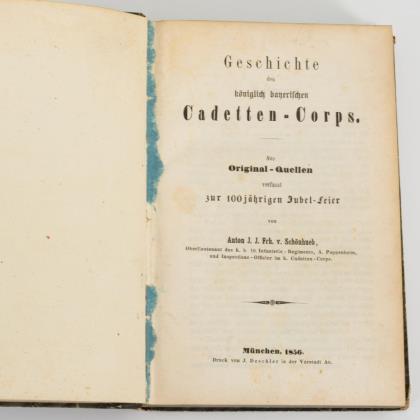 Geschichte
des
königlich bayerischen
Cadetten-Corps.
Aus
Original-Quellen
verfasst
zur 100jährigen Jubel-Feier
von
Anton J. J. Frh. v. Schönhueb,
Oberlieutenant des k. b. 10. Infanterie-Regiments, A. Pappenheim,
und Inspections-Offizier im k. Cadetten-Corps.
München, 1856.
Druck von J. Deschler in der Vorstadt Au.